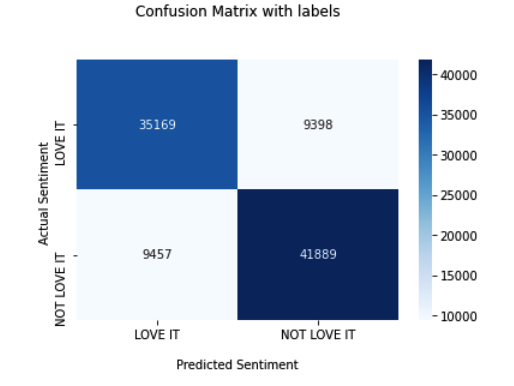 Confusion Matrix with labels
Actual Sentiment
LOVE IT
NOT LOVE IT
35169
9398
9457
41889
LOVE IT
NOT LOVE IT
Predicted Sentiment
40000
35000
30000
25000
20000
15000
10000